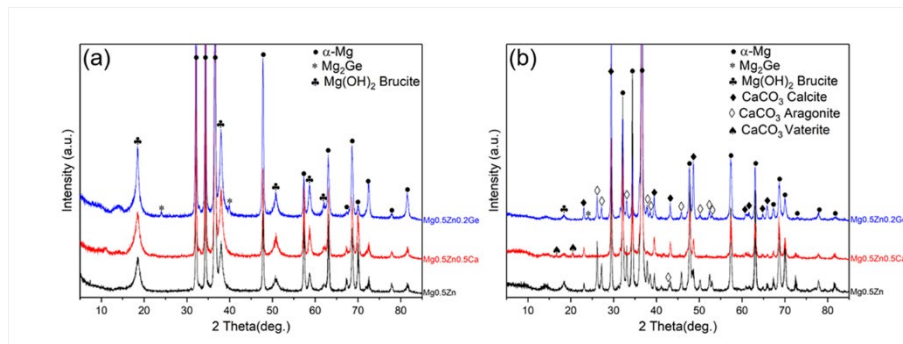 (a)
• α-Mg
* Mg₂Ge
♣ Mg(OH)₂ Brucite
Intensity (a.u.)
Mg0.5Zn0.2Ge
Mg0.5Zn0.5Ca
Mg0.5Zn
10 20 30 40 50 60 70 80
2 Theta(deg.)
(b)
• α-Mg
* Mg₂Ge
♣ Mg(OH)₂ Brucite
♦ CaCO₃ Calcite
◊ CaCO₃ Aragonite
♠ CaCO₃ Vaterite
Intensity (a.u.)
Mg0.5Zn0.2Ge
Mg0.5Zn0.5Ca
Mg0.5Zn
10 20 30 40 50 60 70 80
2 Theta(deg.)